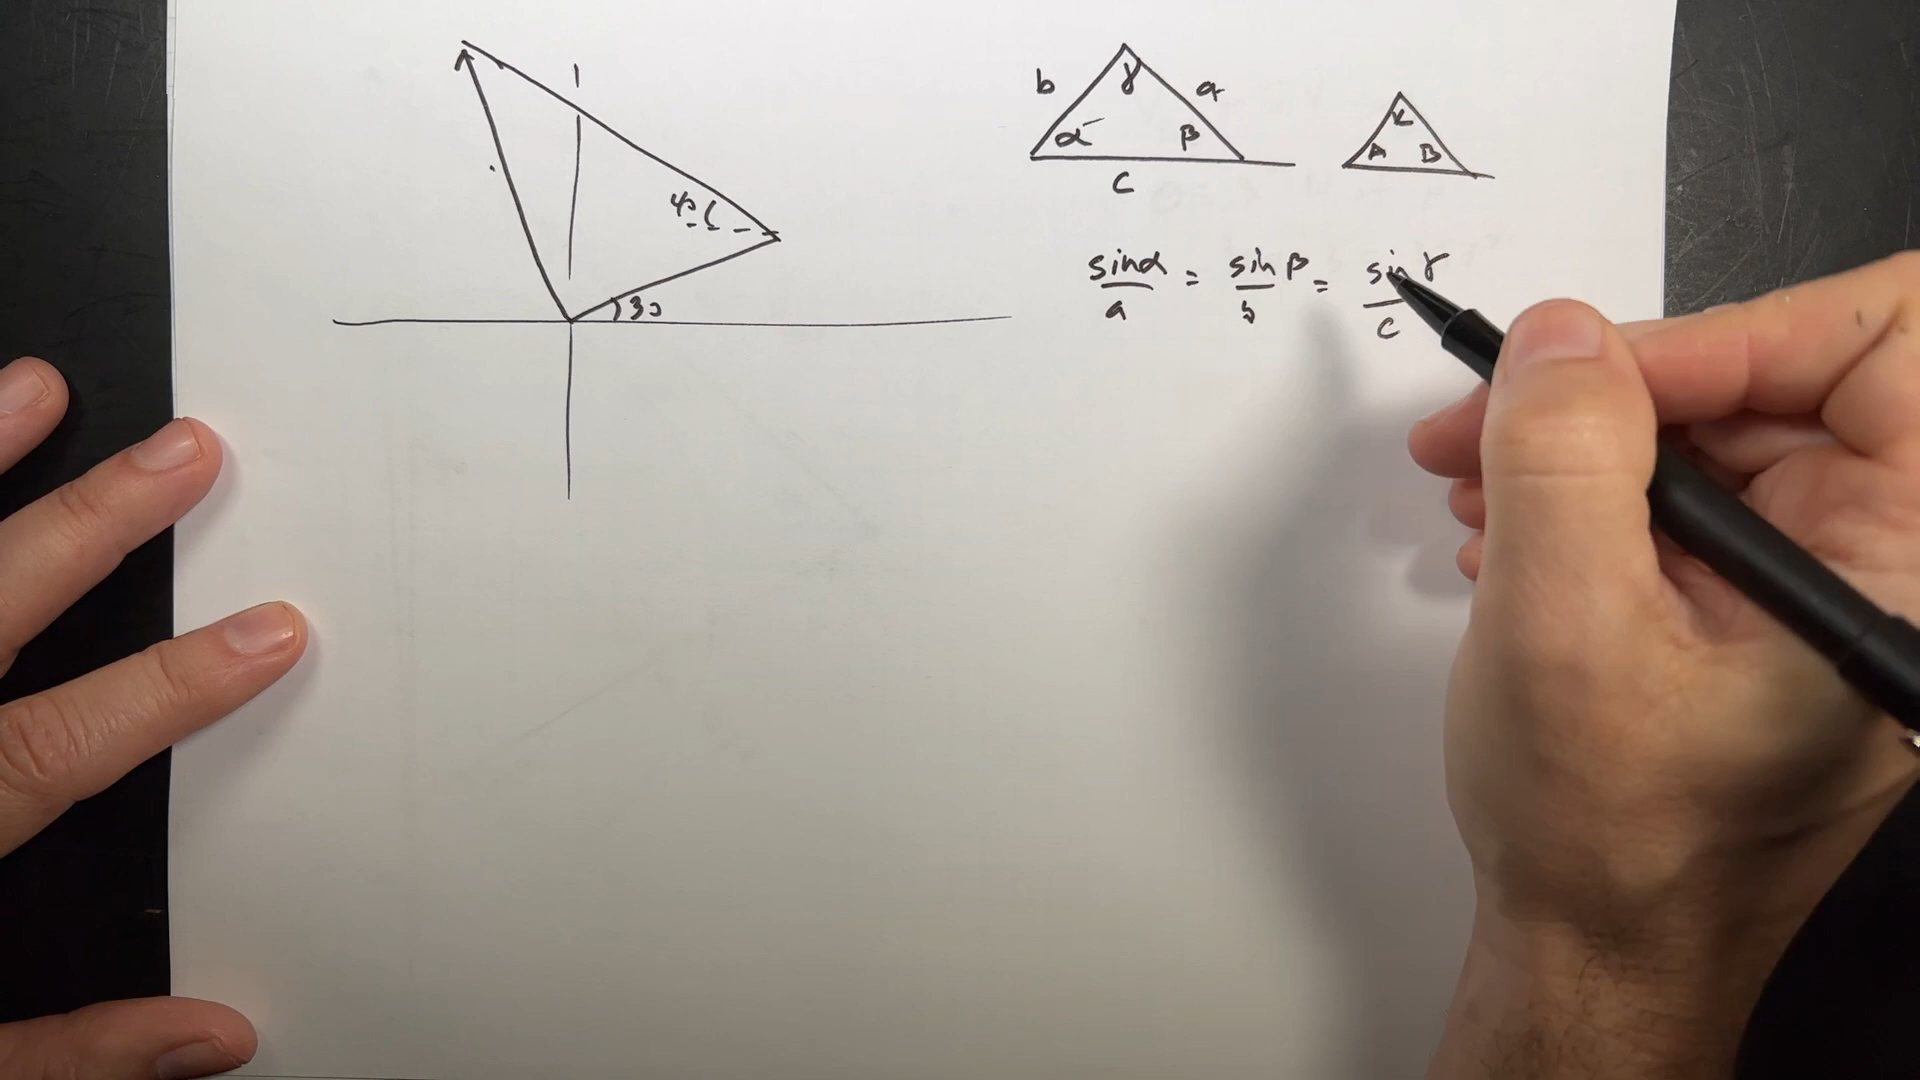 b γ a
α β
c
K
A B
45
30
sinα/a = sinβ/b = sinγ/c